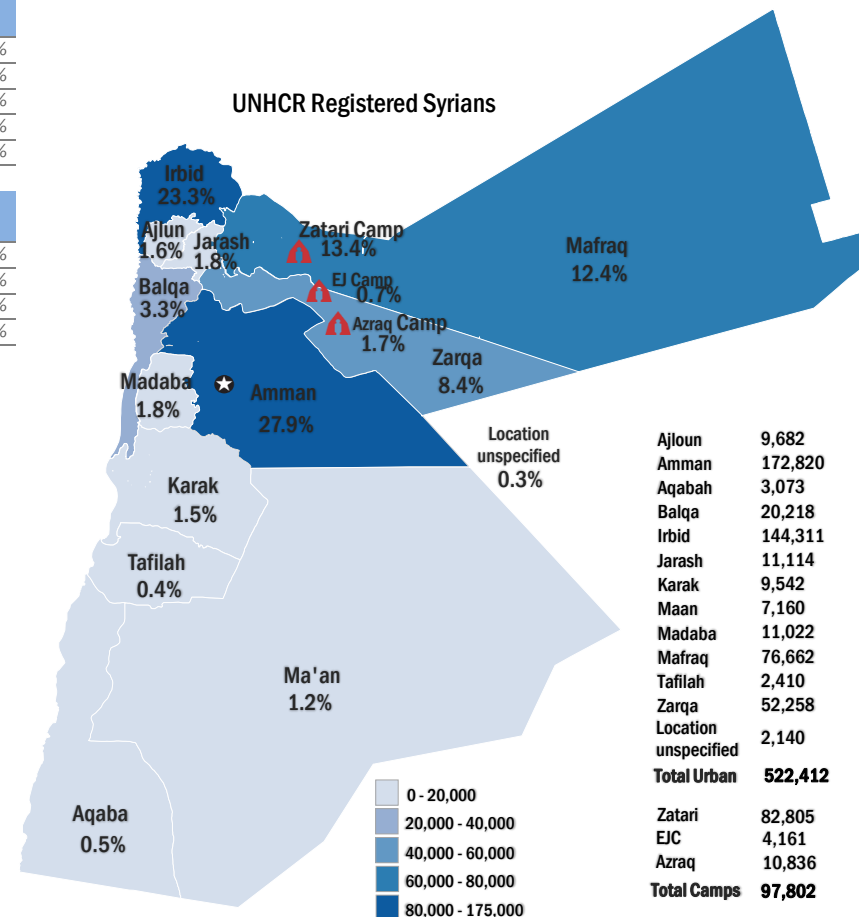 %
%
%
%
%
%
%
%
%
UNHCR Registered Syrians
Irbid
23.3%
Ajlun
1.6%
Jarash
1.8%
Zatari Camp
13.4%
Mafraq
12.4%
EJ Camp
0.7%
Balqa
3.3%
Azraq Camp
1.7%
Zarqa
8.4%
Madaba
1.8%
Amman
27.9%
Location
unspecified
0.3%
Karak
1.5%
Tafilah
0.4%
Ma'an
1.2%
Aqaba
0.5%
0 - 20,000
20,000 - 40,000
40,000 - 60,000
60,000 - 80,000
80,000 - 175,000
Ajloun 9,682
Amman 172,820
Aqabah 3,073
Balqa 20,218
Irbid 144,311
Jarash 11,114
Karak 9,542
Maan 7,160
Madaba 11,022
Mafraq 76,662
Tafilah 2,410
Zarqa 52,258
Location
unspecified 2,140
Total Urban 522,412
Zatari 82,805
EJC 4,161
Azraq 10,836
Total Camps 97,802